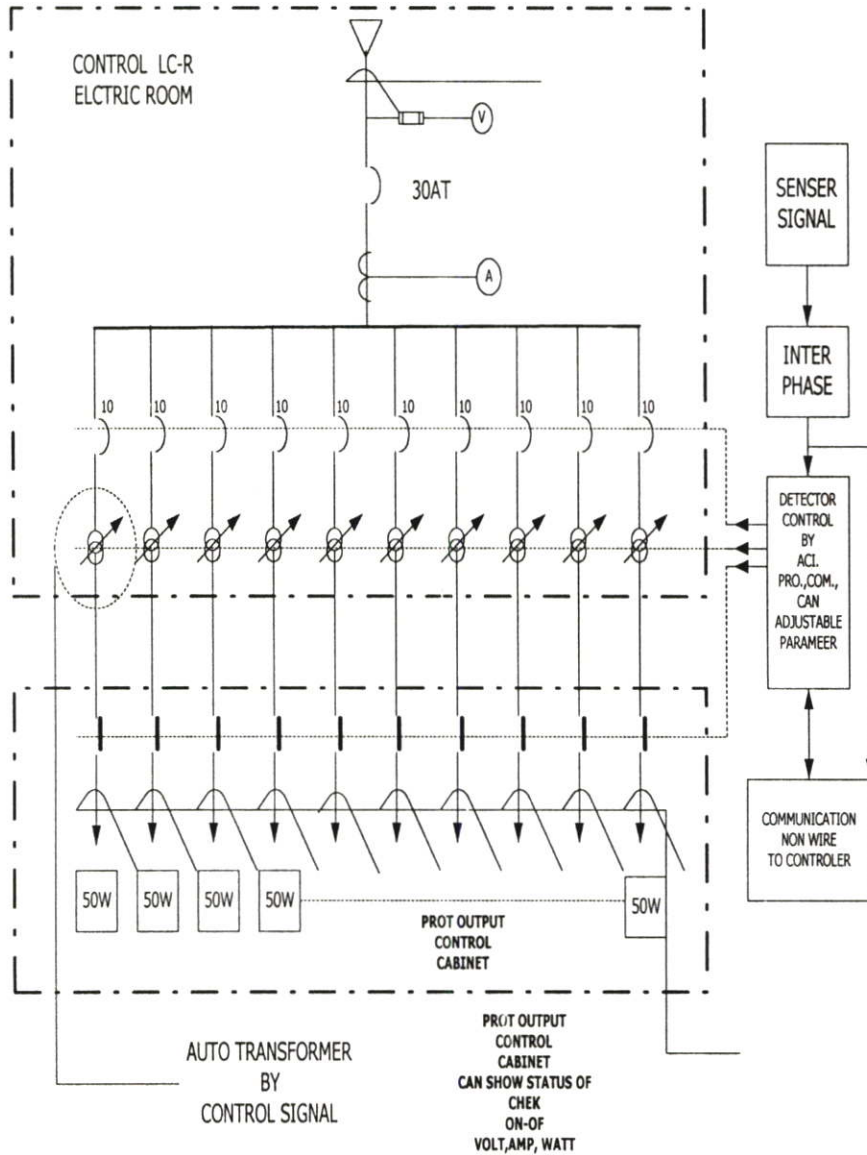 CONTROL LC-R
ELCTRIC ROOM
V
30AT
A
10 10 10 10 10 10 10 10 10 10
SENSER
SIGNAL
INTER
PHASE
DETECTOR
CONTROL
BY
ACI.
PRO.,COM.,
CAN
ADJUSTABLE
PARAMEER
COMMUNICATION
NON WIRE
TO CONTROLER
50W 50W 50W 50W 50W
PROT OUTPUT
CONTROL
CABINET
AUTO TRANSFORMER
BY
CONTROL SIGNAL
PROT OUTPUT
CONTROL
CABINET
CAN SHOW STATUS OF
CHEK
ON-OF
VOLT,AMP, WATT